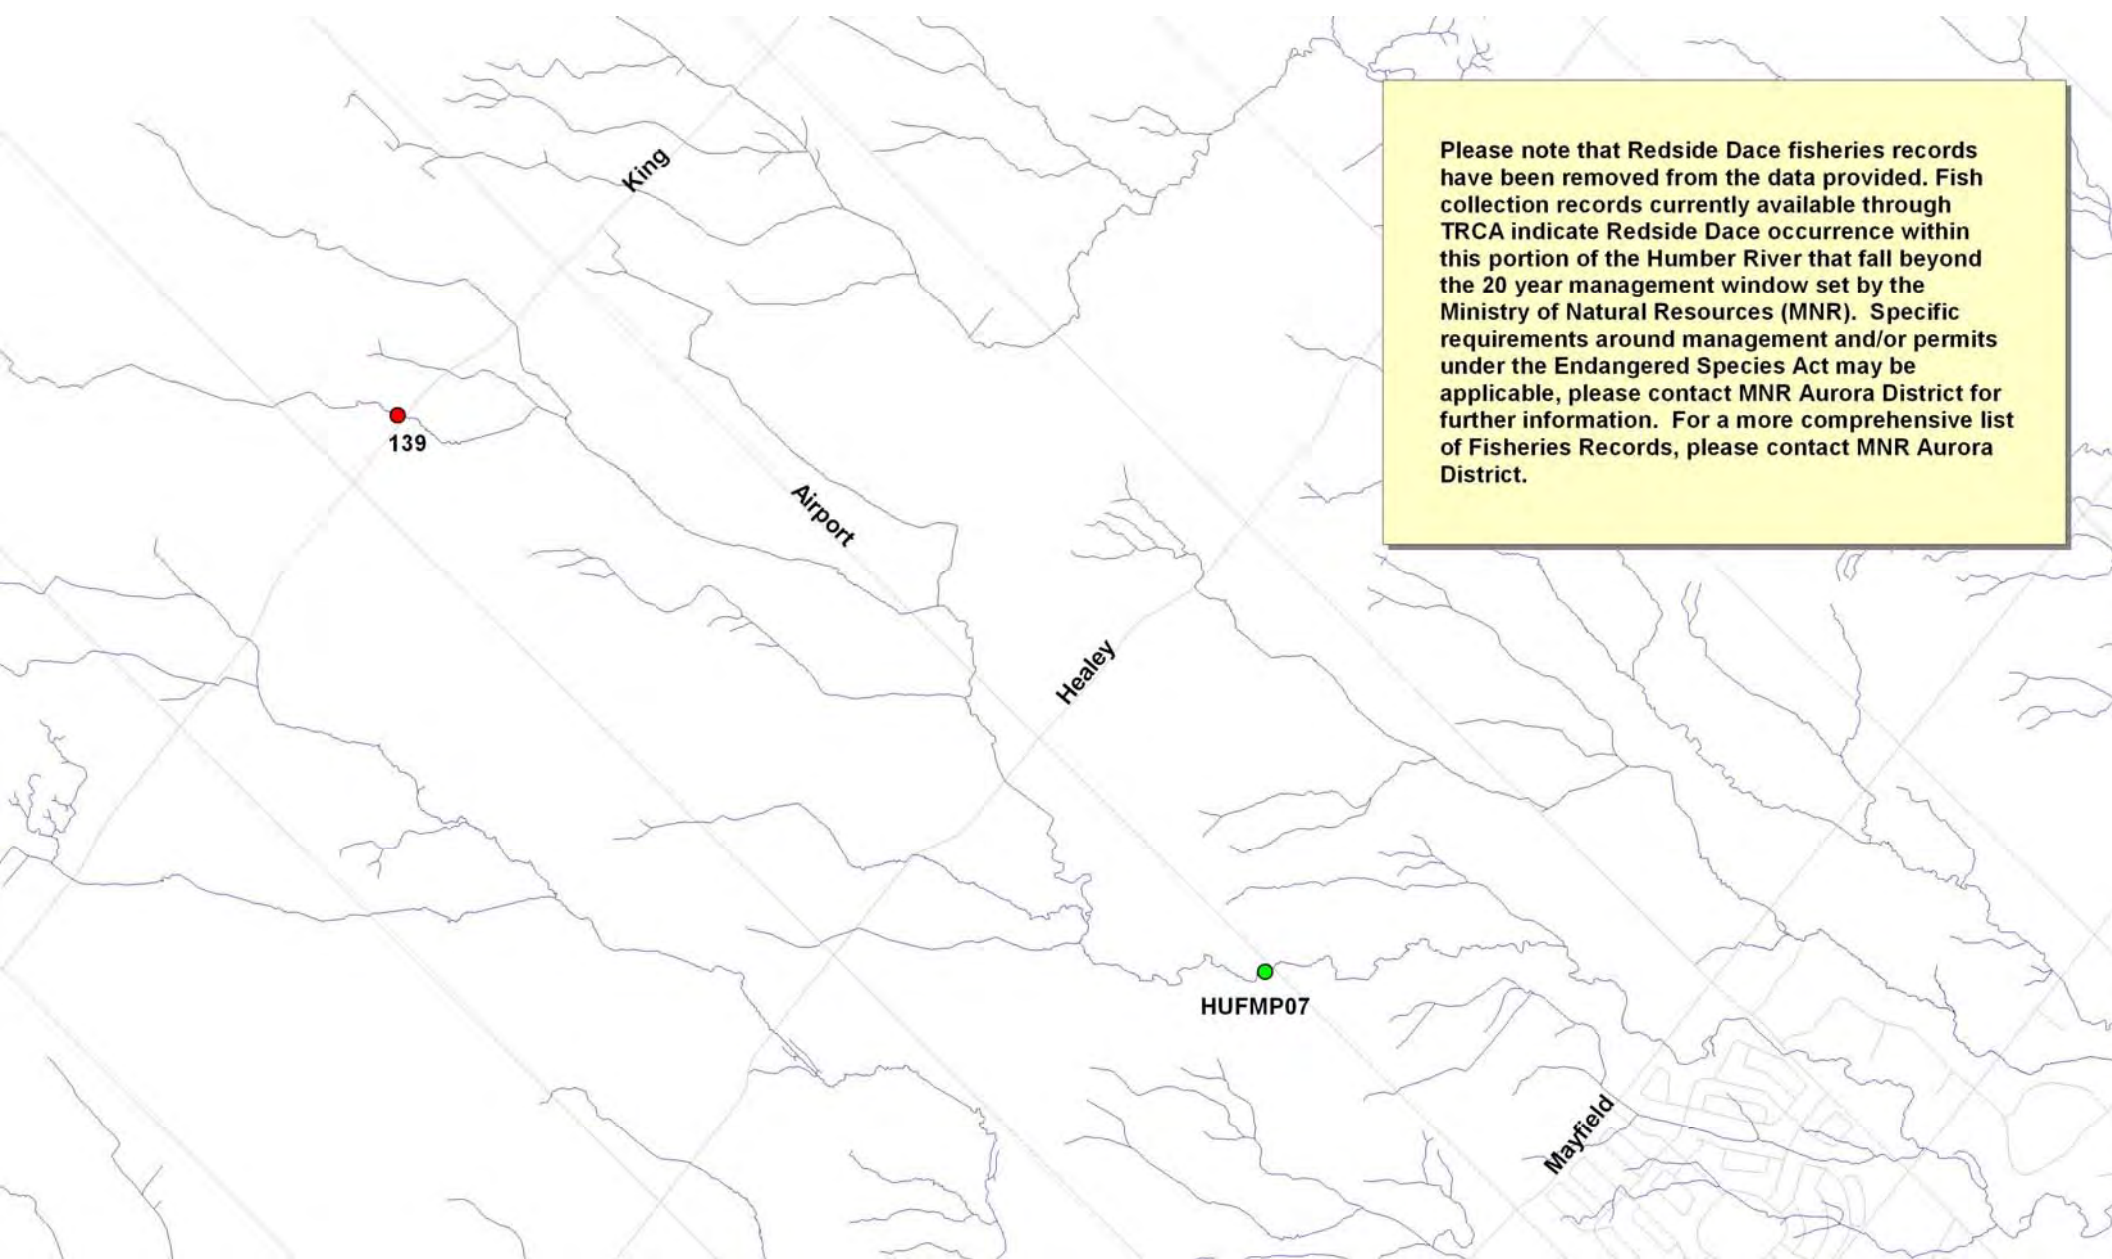 Please note that Redside Dace fisheries records
have been removed from the data provided. Fish
collection records currently available through
TRCA indicate Redside Dace occurrence within
this portion of the Humber River that fall beyond
the 20 year management window set by the
Ministry of Natural Resources (MNR).  Specific
requirements around management and/or permits
under the Endangered Species Act may be
applicable, please contact MNR Aurora District for
further information.  For a more comprehensive list
of Fisheries Records, please contact MNR Aurora
District.
King
139
Airport
Healey
HUFMP07
Mayfield